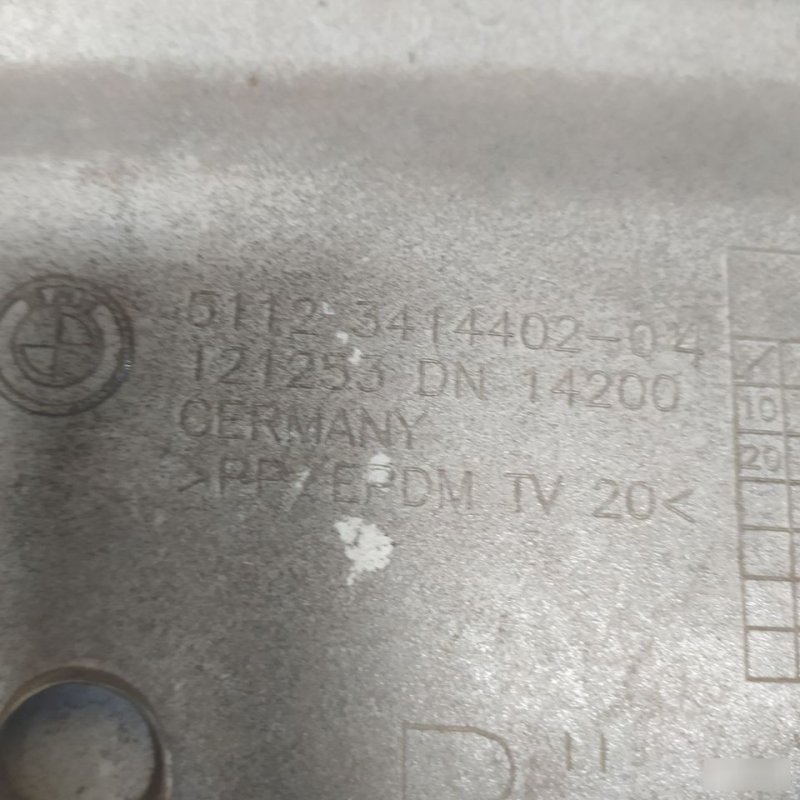 5112 3414402-04
121253 DN 14200
GERMANY
>PP/EPDM TV 20<
10
20